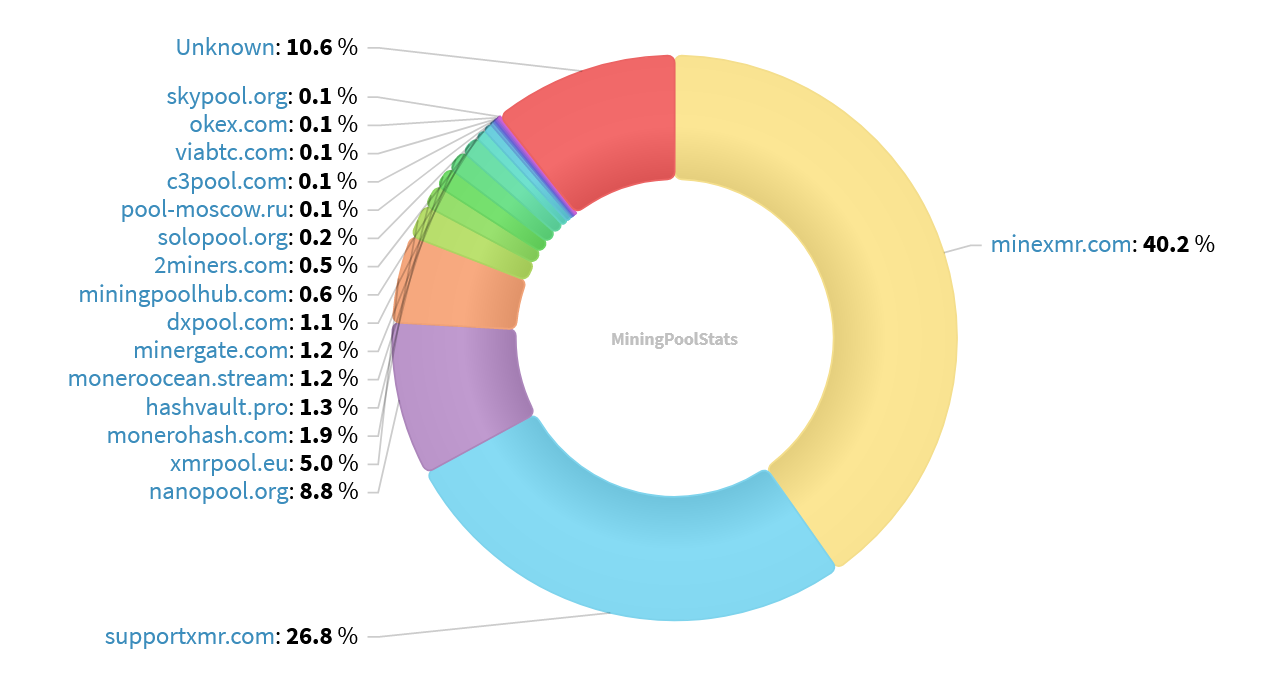 Unknown: 10.6 %
skypool.org: 0.1 %
okex.com: 0.1 %
viabtc.com: 0.1 %
c3pool.com: 0.1 %
pool-moscow.ru: 0.1 %
solopool.org: 0.2 %
2miners.com: 0.5 %
miningpoolhub.com: 0.6 %
dxpool.com: 1.1 %
minergate.com: 1.2 %
moneroocean.stream: 1.2 %
hashvault.pro: 1.3 %
monerohash.com: 1.9 %
xmrpool.eu: 5.0 %
nanopool.org: 8.8 %
supportxmr.com: 26.8 %
MiningPoolStats
minexmr.com: 40.2 %